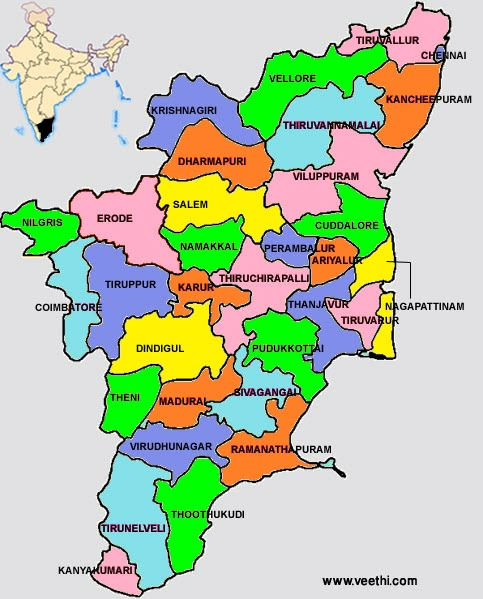 TIRUVALLUR
CHENNAI
VELLORE
KANCHEEPURAM
KRISHNAGIRI
THIRUVANNAMALAI
DHARMAPURI
VILUPPURAM
SALEM
ERODE
NILGRIS
CUDDALORE
NAMAKKAL
PERAMBALUR
ARIYALUR
THIRUCHIRAPALLI
TIRUPPUR
KARUR
COIMBATORE
THANJAVUR
NAGAPATTINAM
TIRUVARUR
DINDIGUL
PUDUKKOTTAI
SIVAGANGAI
THENI
MADURAI
VIRUDHUNAGAR
RAMANATHAPURAM
THOOTHUKUDI
TIRUNELVELI
KANYAKUMARI
www.veethi.com